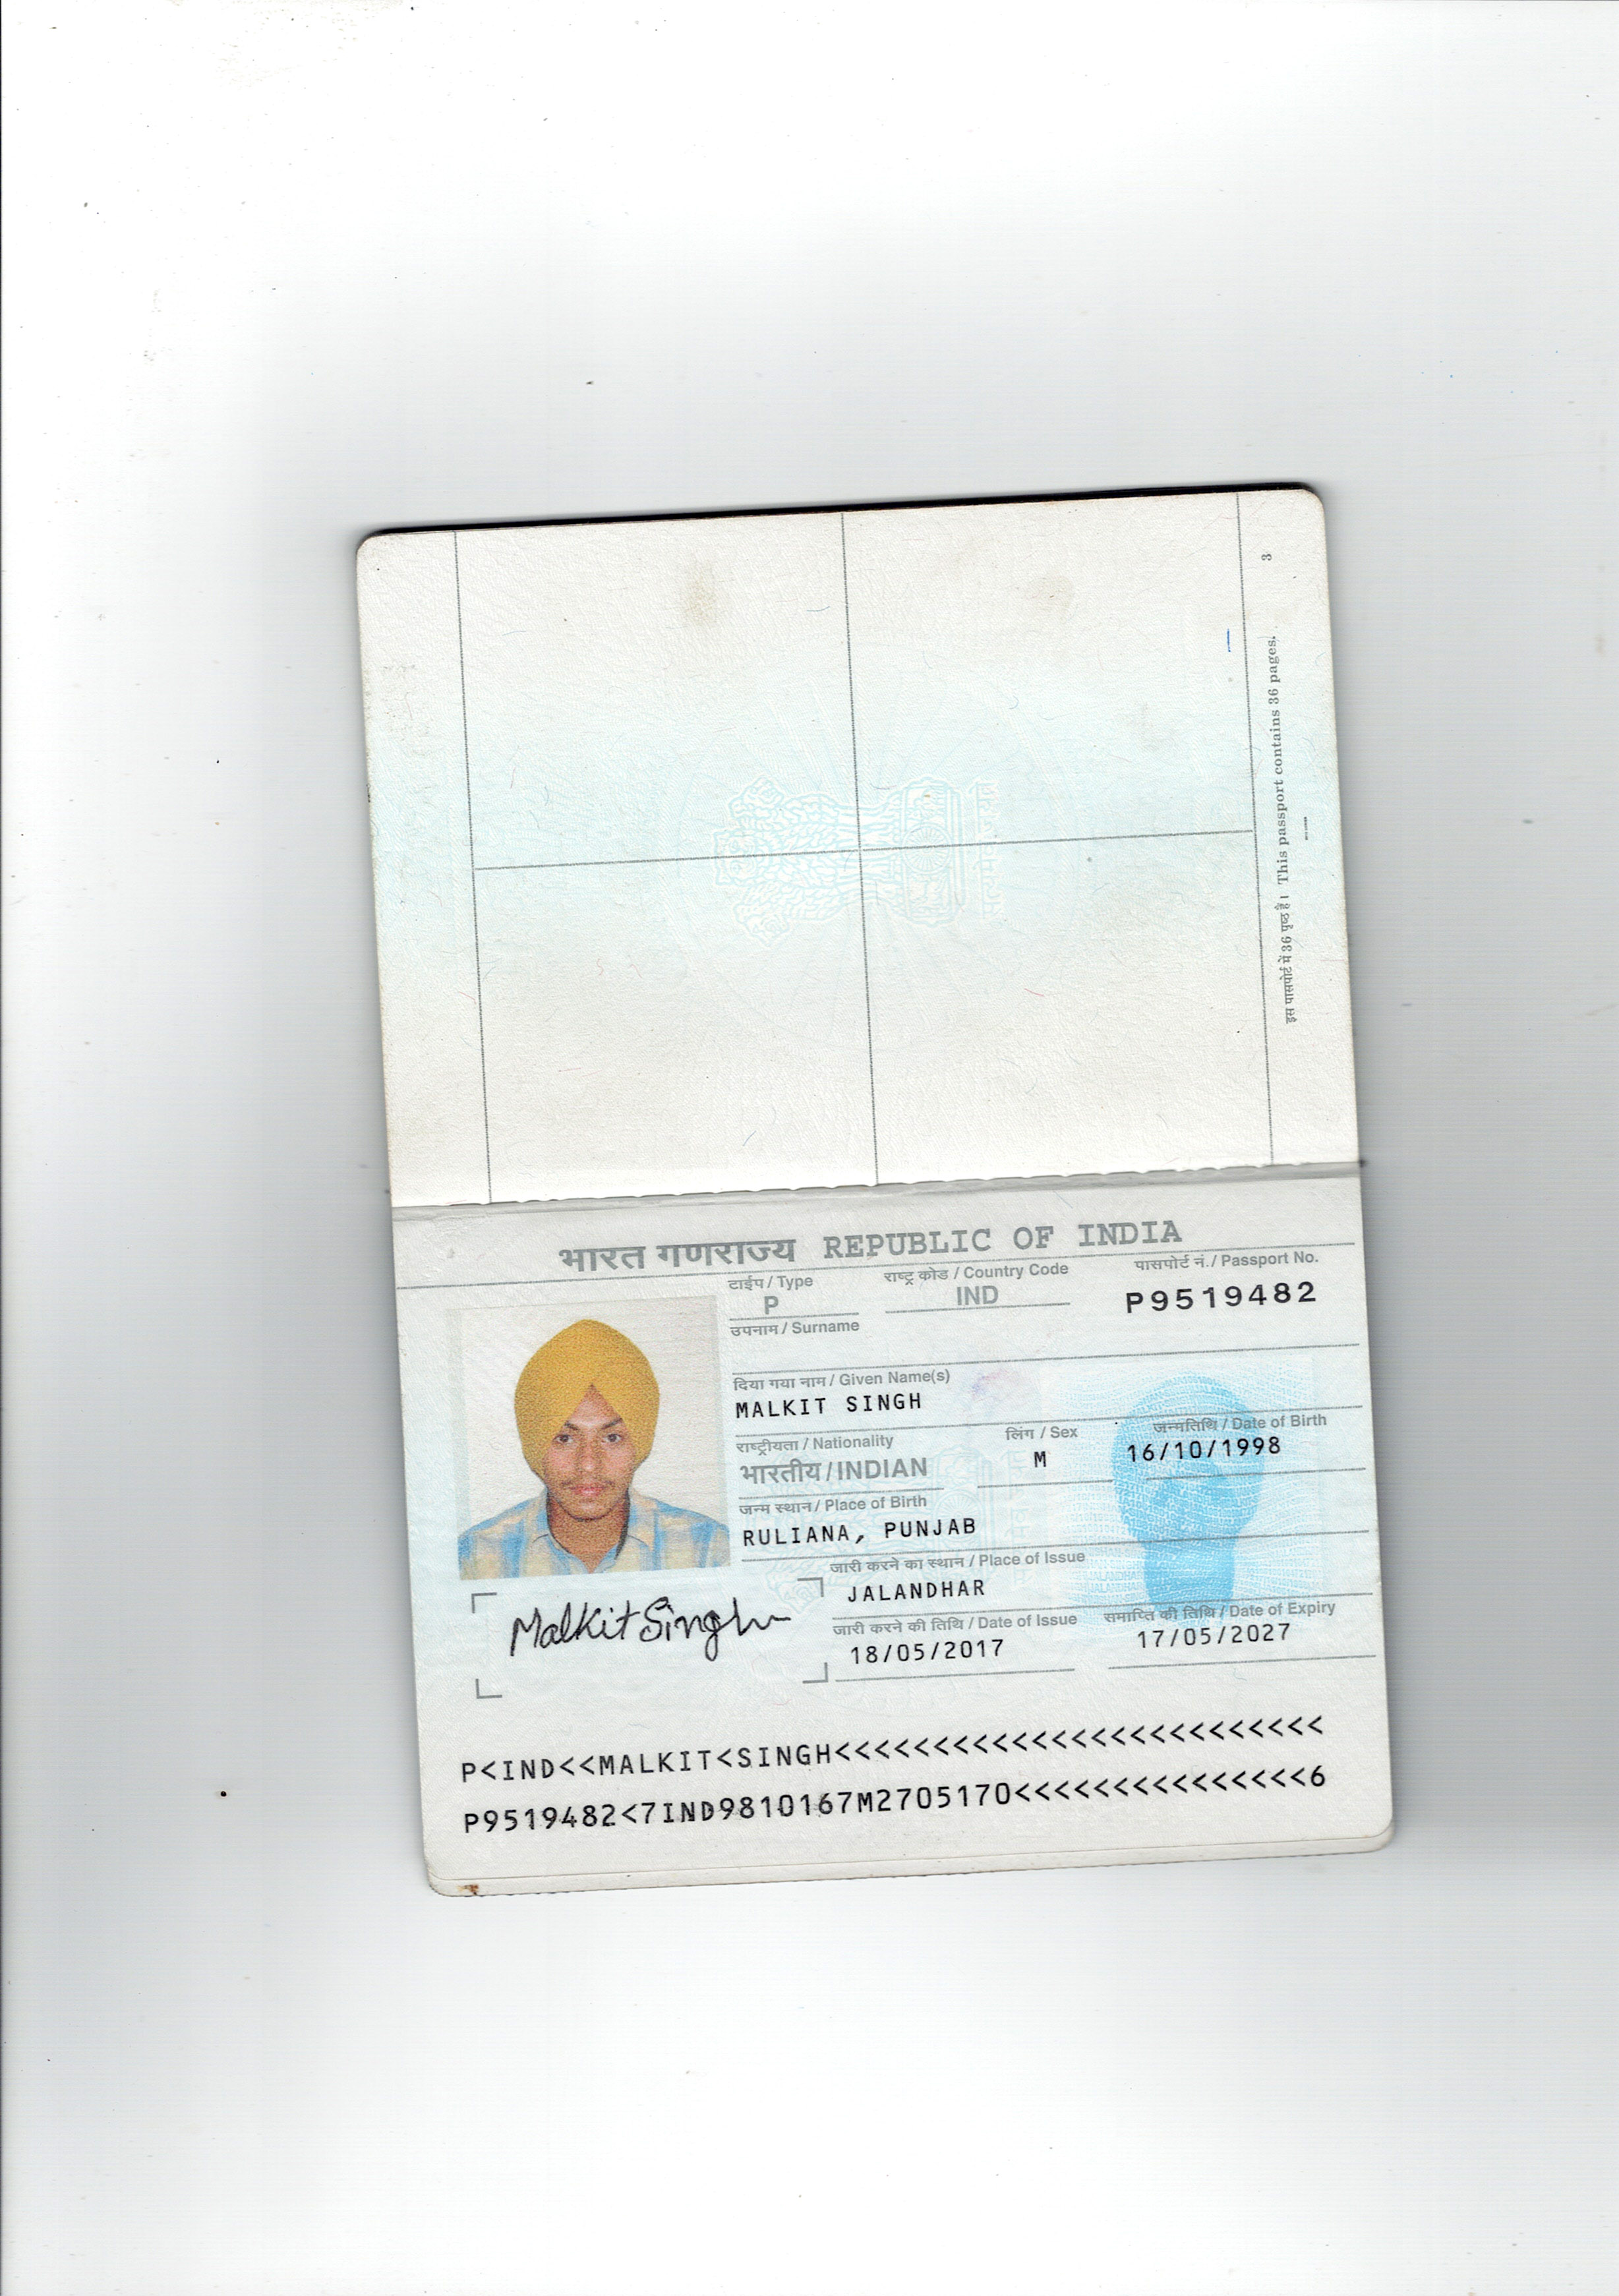 3
इस पासपोर्ट में 36 पृष्ठ हैं। This passport contains 36 pages.
भारत गणराज्य REPUBLIC OF INDIA
टाईप / Type
राष्ट्र कोड / Country Code
पासपोर्ट नं. / Passport No.
P
IND
P9519482
उपनाम / Surname
दिया गया नाम / Given Name(s)
MALKIT SINGH
राष्ट्रीयता / Nationality
लिंग / Sex
जन्मतिथि / Date of Birth
भारतीय / INDIAN
M
16/10/1998
जन्म स्थान / Place of Birth
RULIANA, PUNJAB
जारी करने का स्थान / Place of Issue
JALANDHAR
जारी करने की तिथि / Date of Issue
समाप्ति की तिथि / Date of Expiry
18/05/2017
17/05/2027
Malkit Singh
P<IND<<MALKIT<SINGH<<<<<<<<<<<<<<<<<<<<<<<<<
P9519482<7IND9810167M2705170<<<<<<<<<<<<<<<6